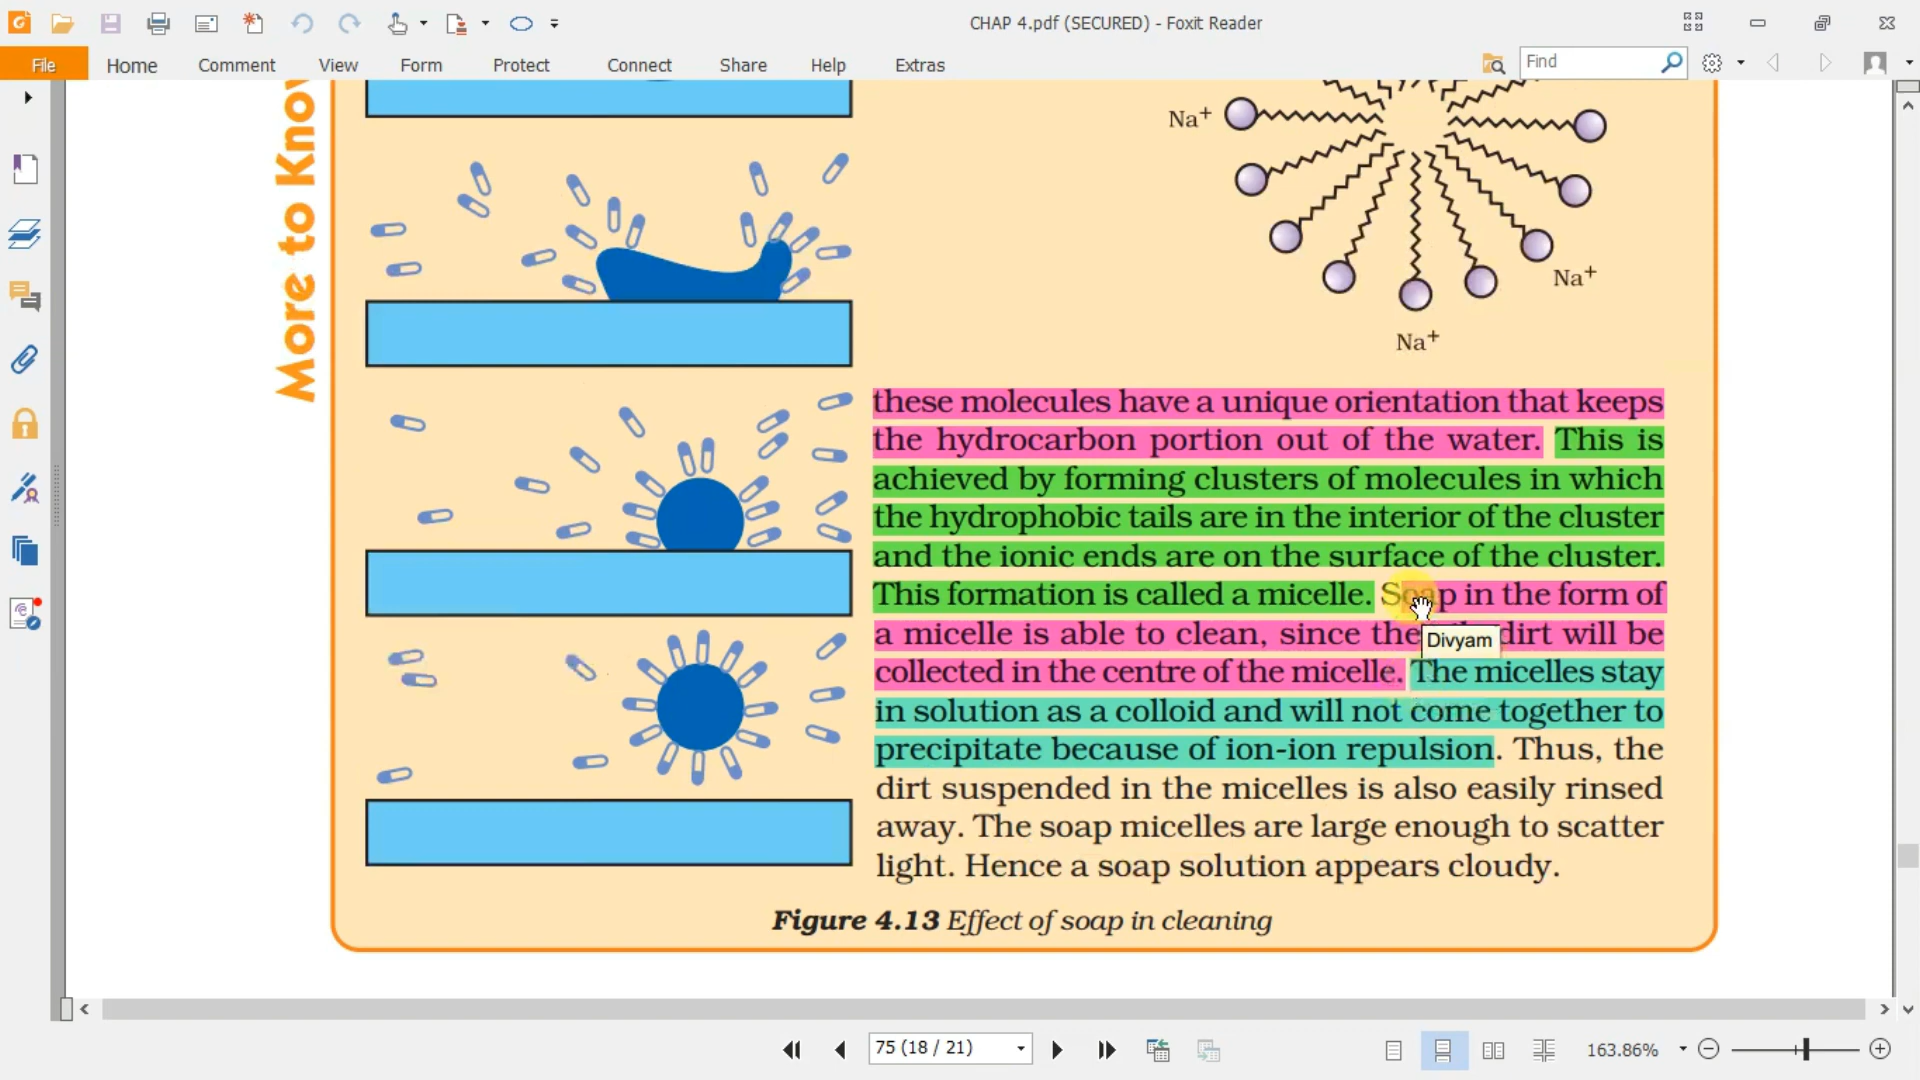 CHAP 4.pdf (SECURED) - Foxit Reader
File Home Comment View Form Protect Connect Share Help Extras
Find
More to Know
Na+
Na+
Na+
these molecules have a unique orientation that keeps
the hydrocarbon portion out of the water. This is
achieved by forming clusters of molecules in which
the hydrophobic tails are in the interior of the cluster
and the ionic ends are on the surface of the cluster.
This formation is called a micelle. Soap in the form of
a micelle is able to clean, since the dirt will be
Divyam
collected in the centre of the micelle. The micelles stay
in solution as a colloid and will not come together to
precipitate because of ion-ion repulsion. Thus, the
dirt suspended in the micelles is also easily rinsed
away. The soap micelles are large enough to scatter
light. Hence a soap solution appears cloudy.
Figure 4.13 Effect of soap in cleaning
75 (18 / 21)
163.86%